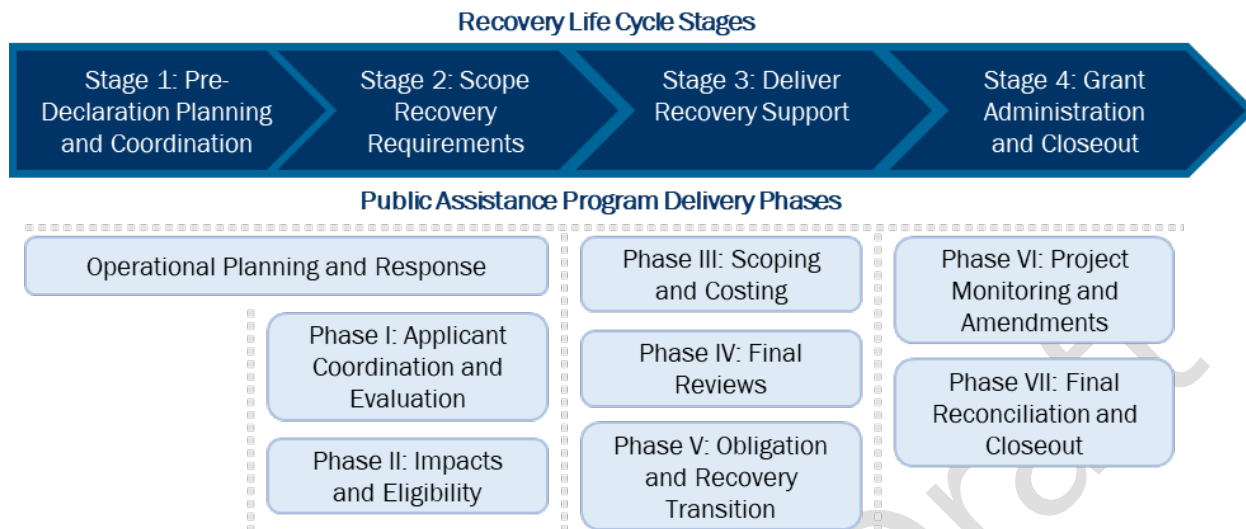 Recovery Life Cycle Stages
Stage 1: Pre-
Declaration Planning
and Coordination
Stage 2: Scope
Recovery
Requirements
Stage 3: Deliver
Recovery Support
Stage 4: Grant
Administration
and Closeout
Public Assistance Program Delivery Phases
Operational Planning and Response
Phase I: Applicant
Coordination and
Evaluation
Phase II: Impacts
and Eligibility
Phase III: Scoping
and Costing
Phase IV: Final
Reviews
Phase V: Obligation
and Recovery
Transition
Phase VI: Project
Monitoring and
Amendments
Phase VII: Final
Reconciliation and
Closeout
Draft